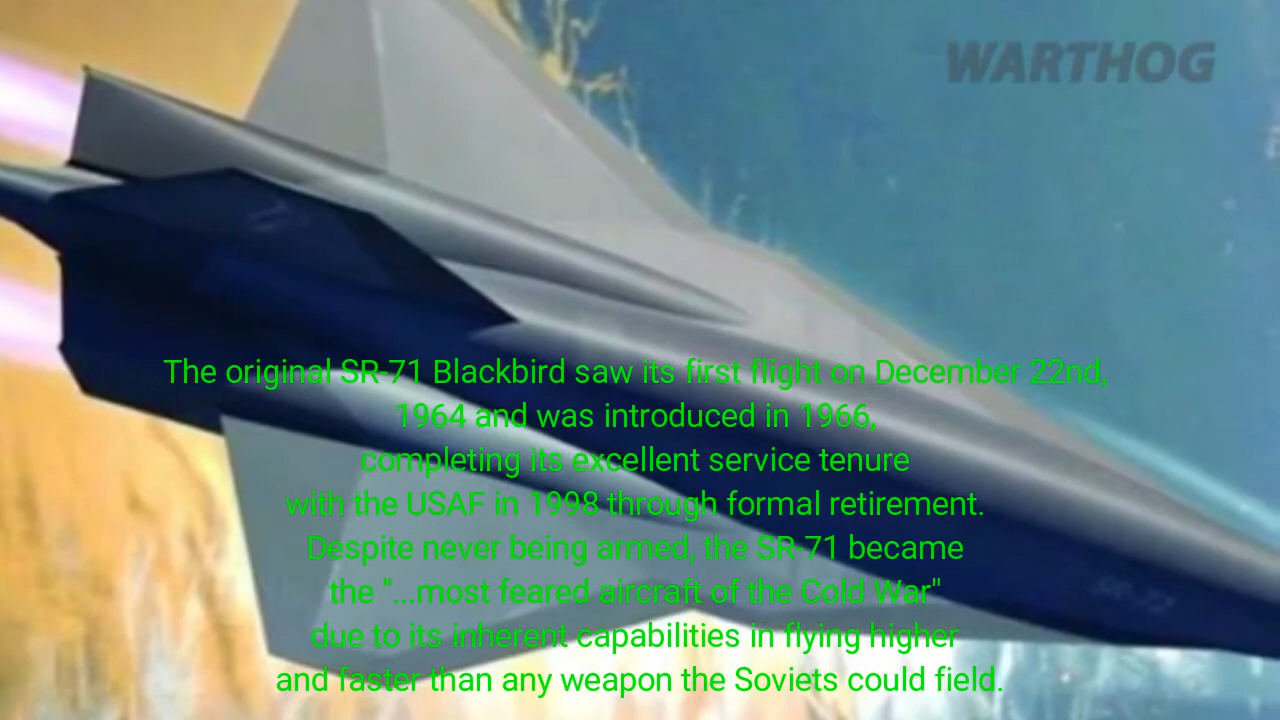 WARTHOG
The original SR-71 Blackbird saw its first flight on December 22nd,
1964 and was introduced in 1966,
completing its excellent service tenure
with the USAF in 1998 through formal retirement.
Despite never being armed, the SR-71 became
the "...most feared aircraft of the Cold War"
due to its inherent capabilities in flying higher
and faster than any weapon the Soviets could field.
SR-72